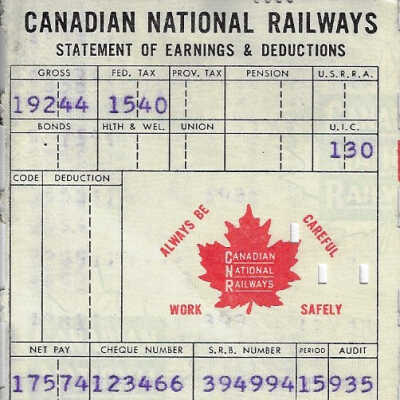 CANADIAN NATIONAL RAILWAYS
STATEMENT OF EARNINGS & DEDUCTIONS
GROSS FED. TAX PROV. TAX PENSION U.S.R.R.A.
19244 1540
BONDS HLTH & WEL. UNION U.I.C.
130
CODE DEDUCTION
ALWAYS BE CAREFUL
CANADIAN
NATIONAL
RAILWAYS
WORK SAFELY
NET PAY CHEQUE NUMBER S.R.B. NUMBER PERIOD AUDIT
17574 123466 394994 15 935